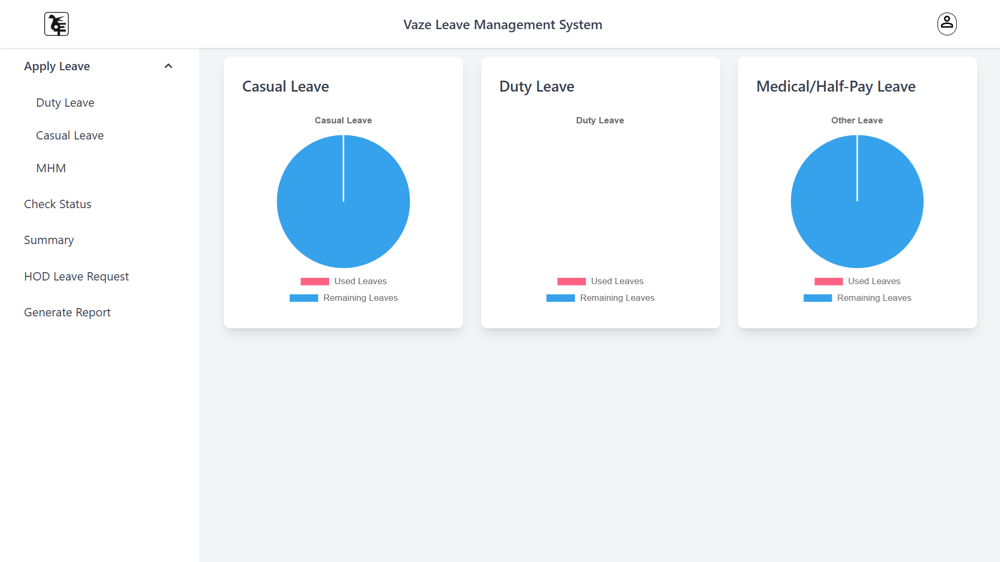 Vaze Leave Management System
Apply Leave
Duty Leave
Casual Leave
MHM
Check Status
Summary
HOD Leave Request
Generate Report
Casual Leave
Casual Leave
Used Leaves
Remaining Leaves
Duty Leave
Duty Leave
Used Leaves
Remaining Leaves
Medical/Half-Pay Leave
Other Leave
Used Leaves
Remaining Leaves